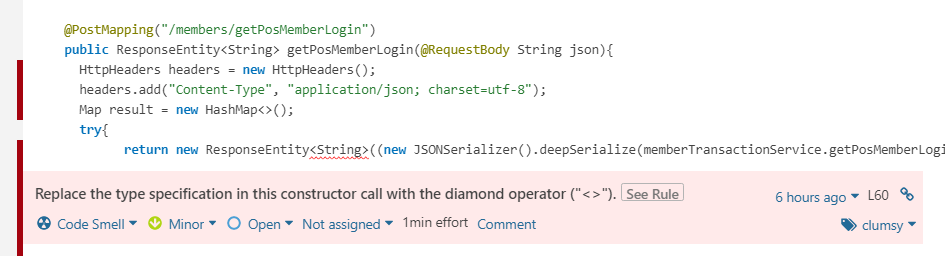 @PostMapping("/members/getPosMemberLogin")
public ResponseEntity<String> getPosMemberLogin(@RequestBody String json){
HttpHeaders headers = new HttpHeaders();
headers.add("Content-Type", "application/json; charset=utf-8");
Map result = new HashMap<>();
try{
return new ResponseEntity<String>((new JSONSerializer().deepSerialize(memberTransactionService.getPosMemberLogi
Replace the type specification in this constructor call with the diamond operator ("<>"). See Rule 6 hours ago L60
Code Smell Minor Open Not assigned 1min effort Comment clumsy